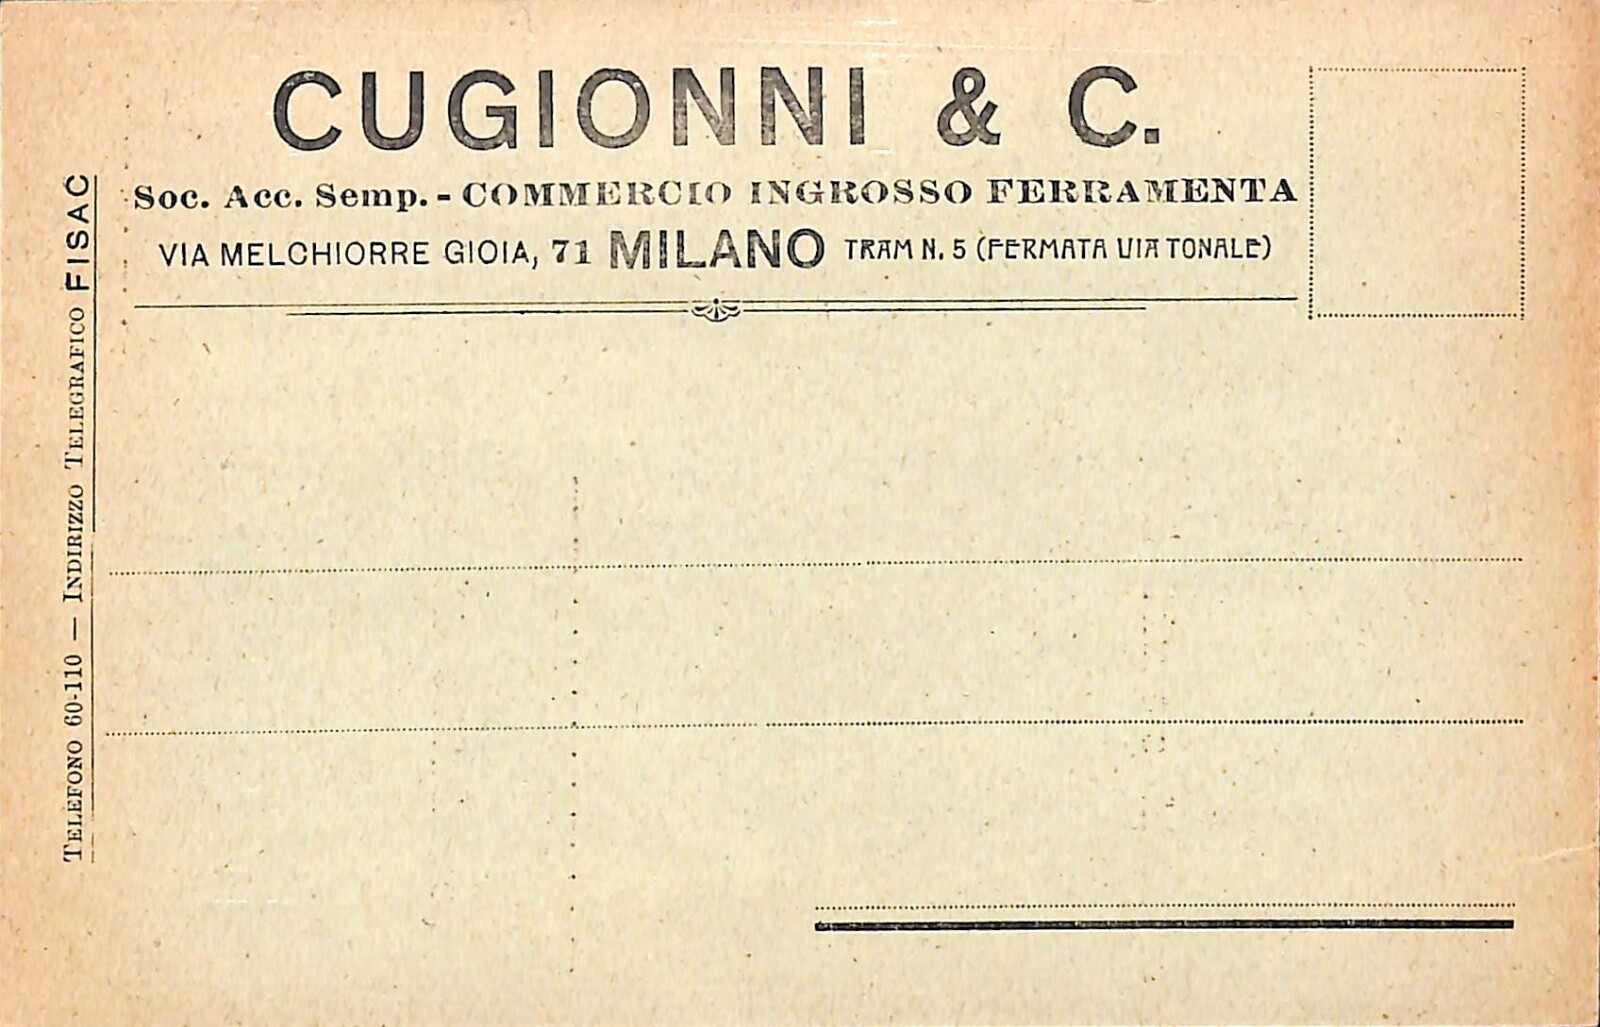 CUGIONNI & C.
Soc. Acc. Semp. - COMMERCIO INGROSSO FERRAMENTA
VIA MELCHIORRE GIOIA, 71 MILANO TRAM N. 5 (FERMATA VIA TONALE)
TELEFONO 60-110 — INDIRIZZO TELEGRAFICO FISAC